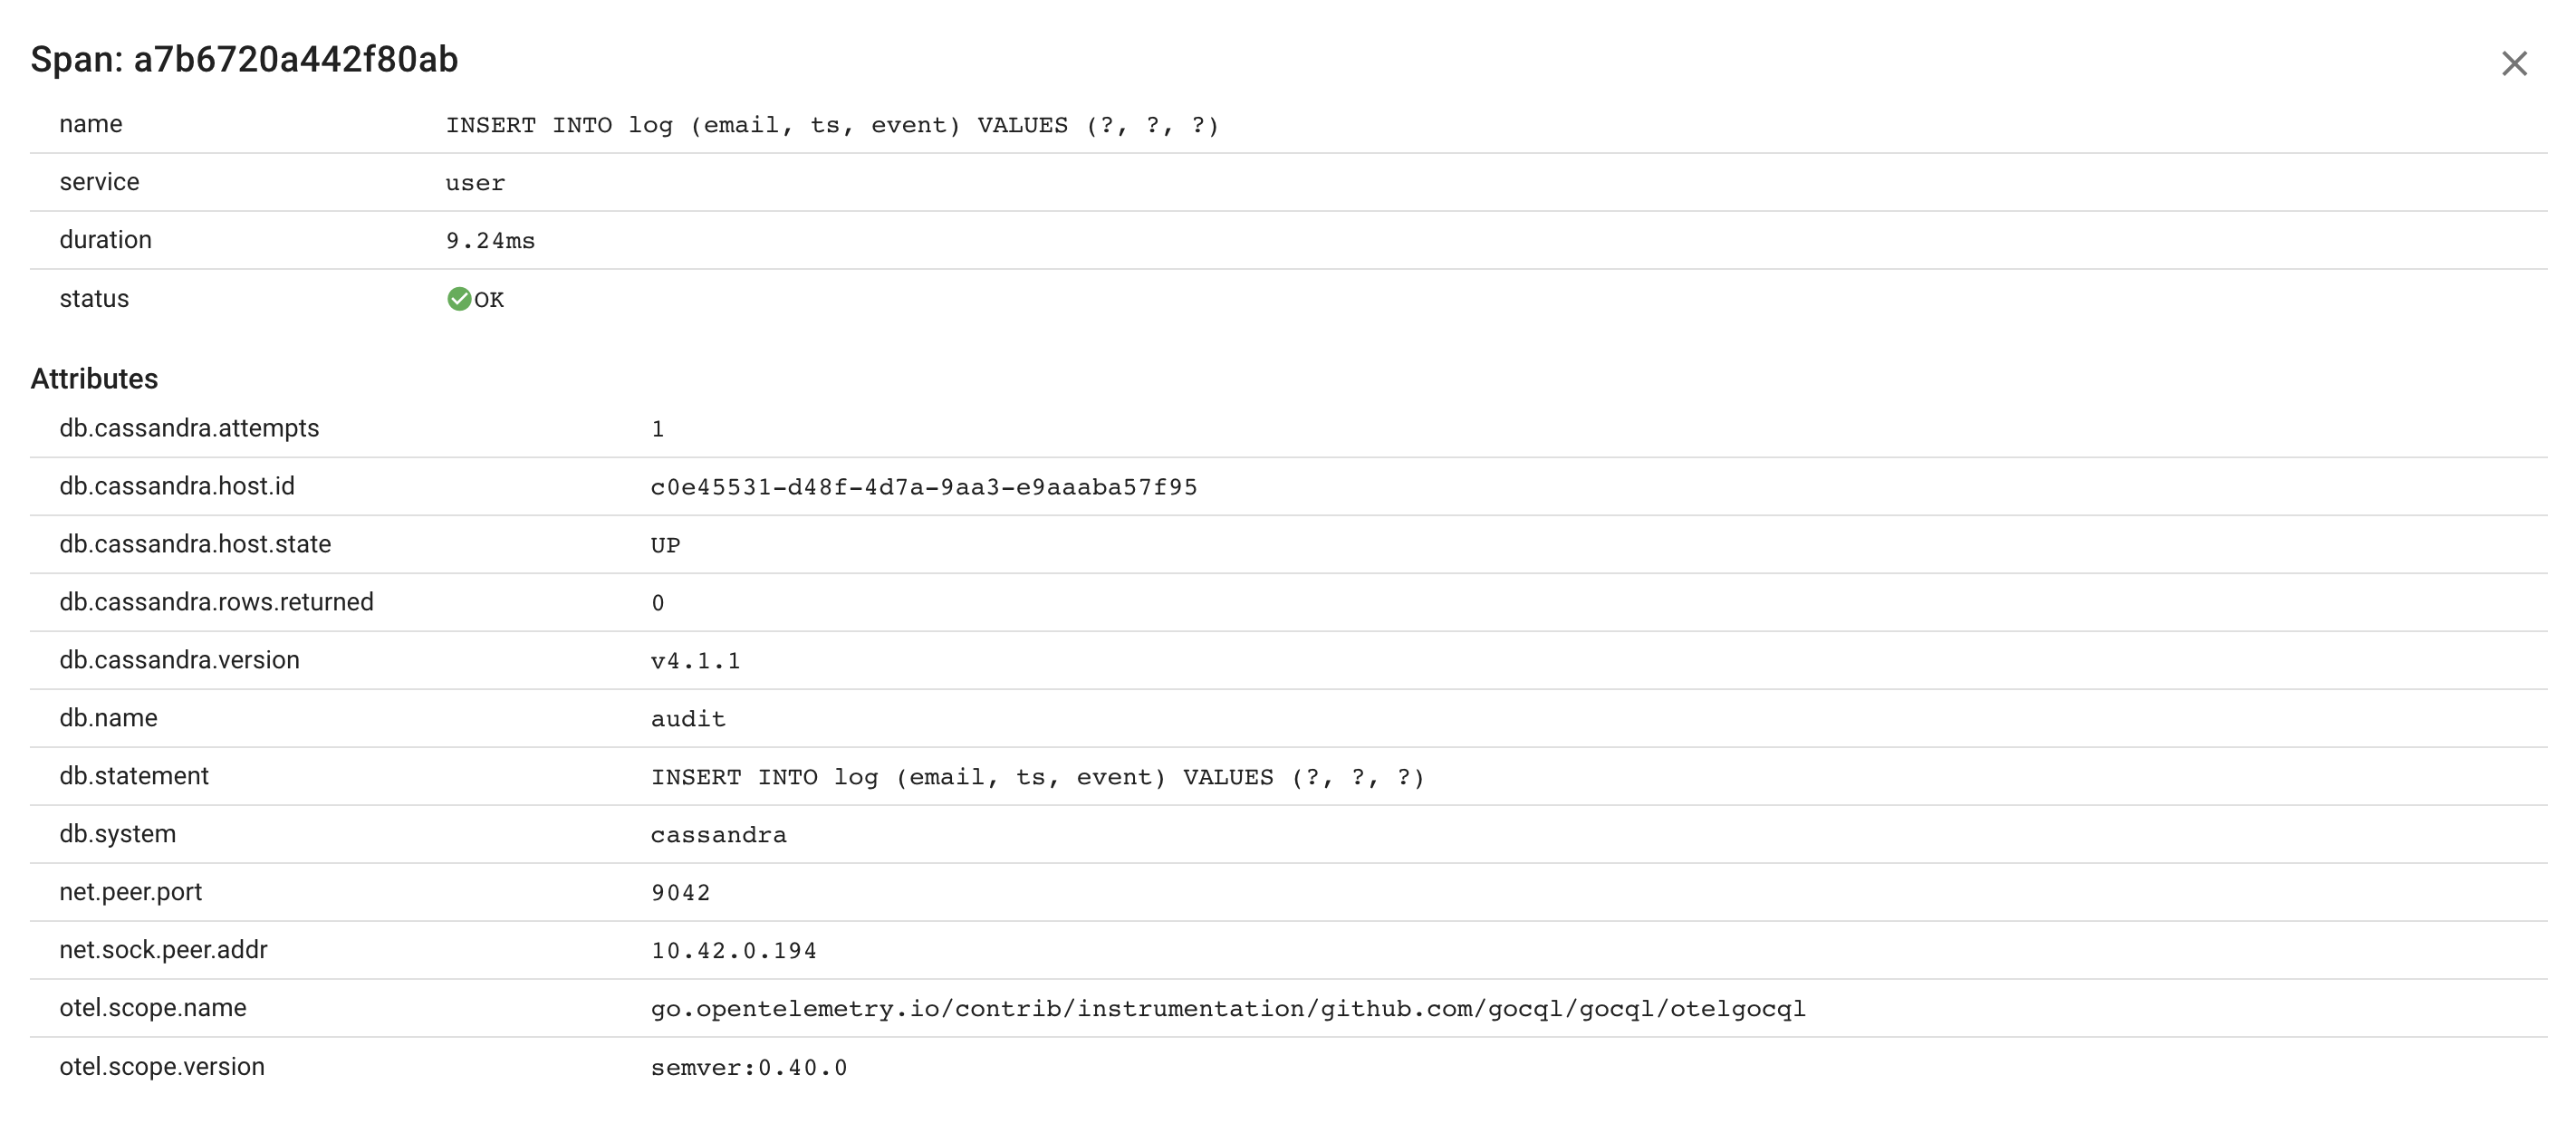 Span: a7b6720a442f80ab
name INSERT INTO log (email, ts, event) VALUES (?, ?, ?)
service user
duration 9.24ms
status OK
Attributes
db.cassandra.attempts 1
db.cassandra.host.id c0e45531-d48f-4d7a-9aa3-e9aaaba57f95
db.cassandra.host.state UP
db.cassandra.rows.returned 0
db.cassandra.version v4.1.1
db.name audit
db.statement INSERT INTO log (email, ts, event) VALUES (?, ?, ?)
db.system cassandra
net.peer.port 9042
net.sock.peer.addr 10.42.0.194
otel.scope.name go.opentelemetry.io/contrib/instrumentation/github.com/gocql/gocql/otelgocql
otel.scope.version semver:0.40.0